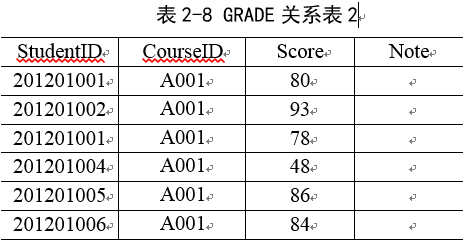 表 2-8 GRADE 关系表 2
StudentID CourseID Score Note
201201001 A001 80
201201002 A001 93
201201001 A001 78
201201004 A001 48
201201005 A001 86
201201006 A001 84